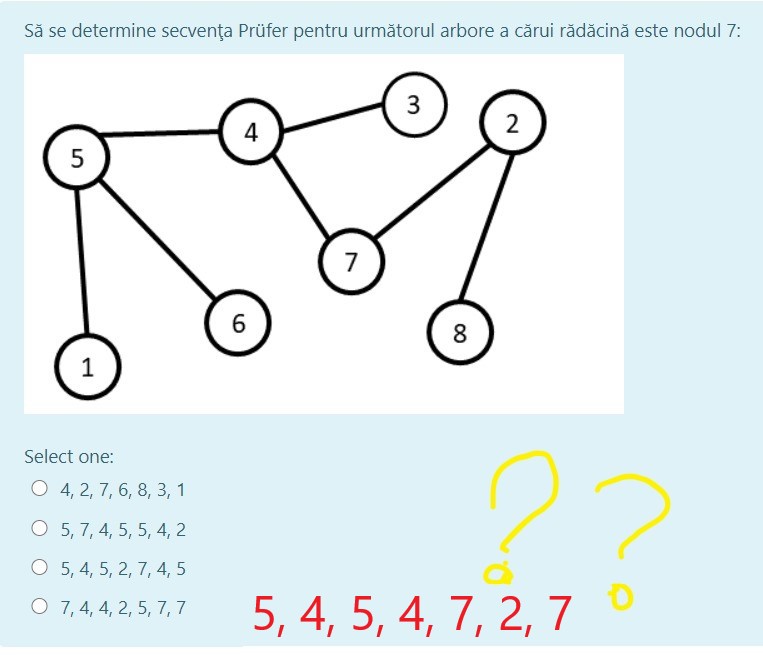 Să se determine secvența Prüfer pentru următorul arbore a cărui rădăcină este nodul 7:
3
4
2
5
7
6
8
1
Select one:
4, 2, 7, 6, 8, 3, 1
5, 7, 4, 5, 5, 4, 2
5, 4, 5, 2, 7, 4, 5
7, 4, 4, 2, 5, 7, 7
? ?
5, 4, 5, 4, 7, 2, 7